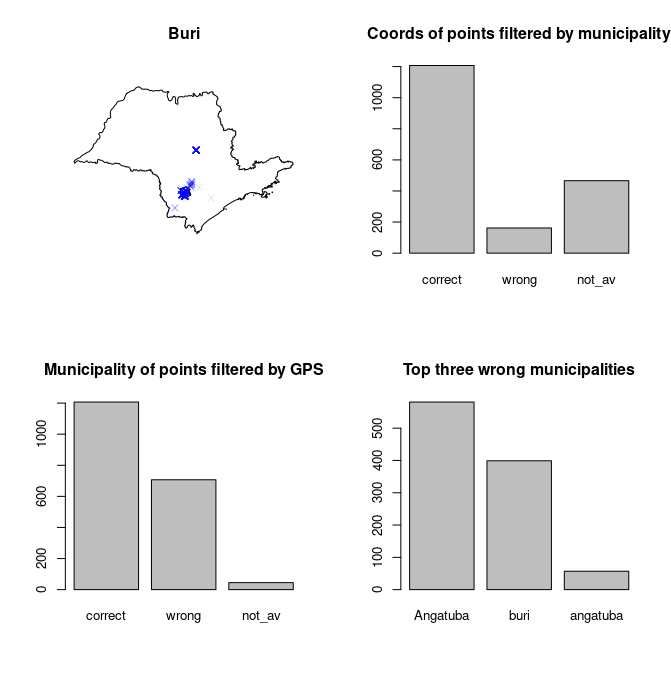 Buri
Coords of points filtered by municipality
1000
600
200
0
correct wrong not_av
Municipality of points filtered by GPS
1000
600
200
0
correct wrong not_av
Top three wrong municipalities
500
400
300
200
100
0
Angatuba buri angatuba